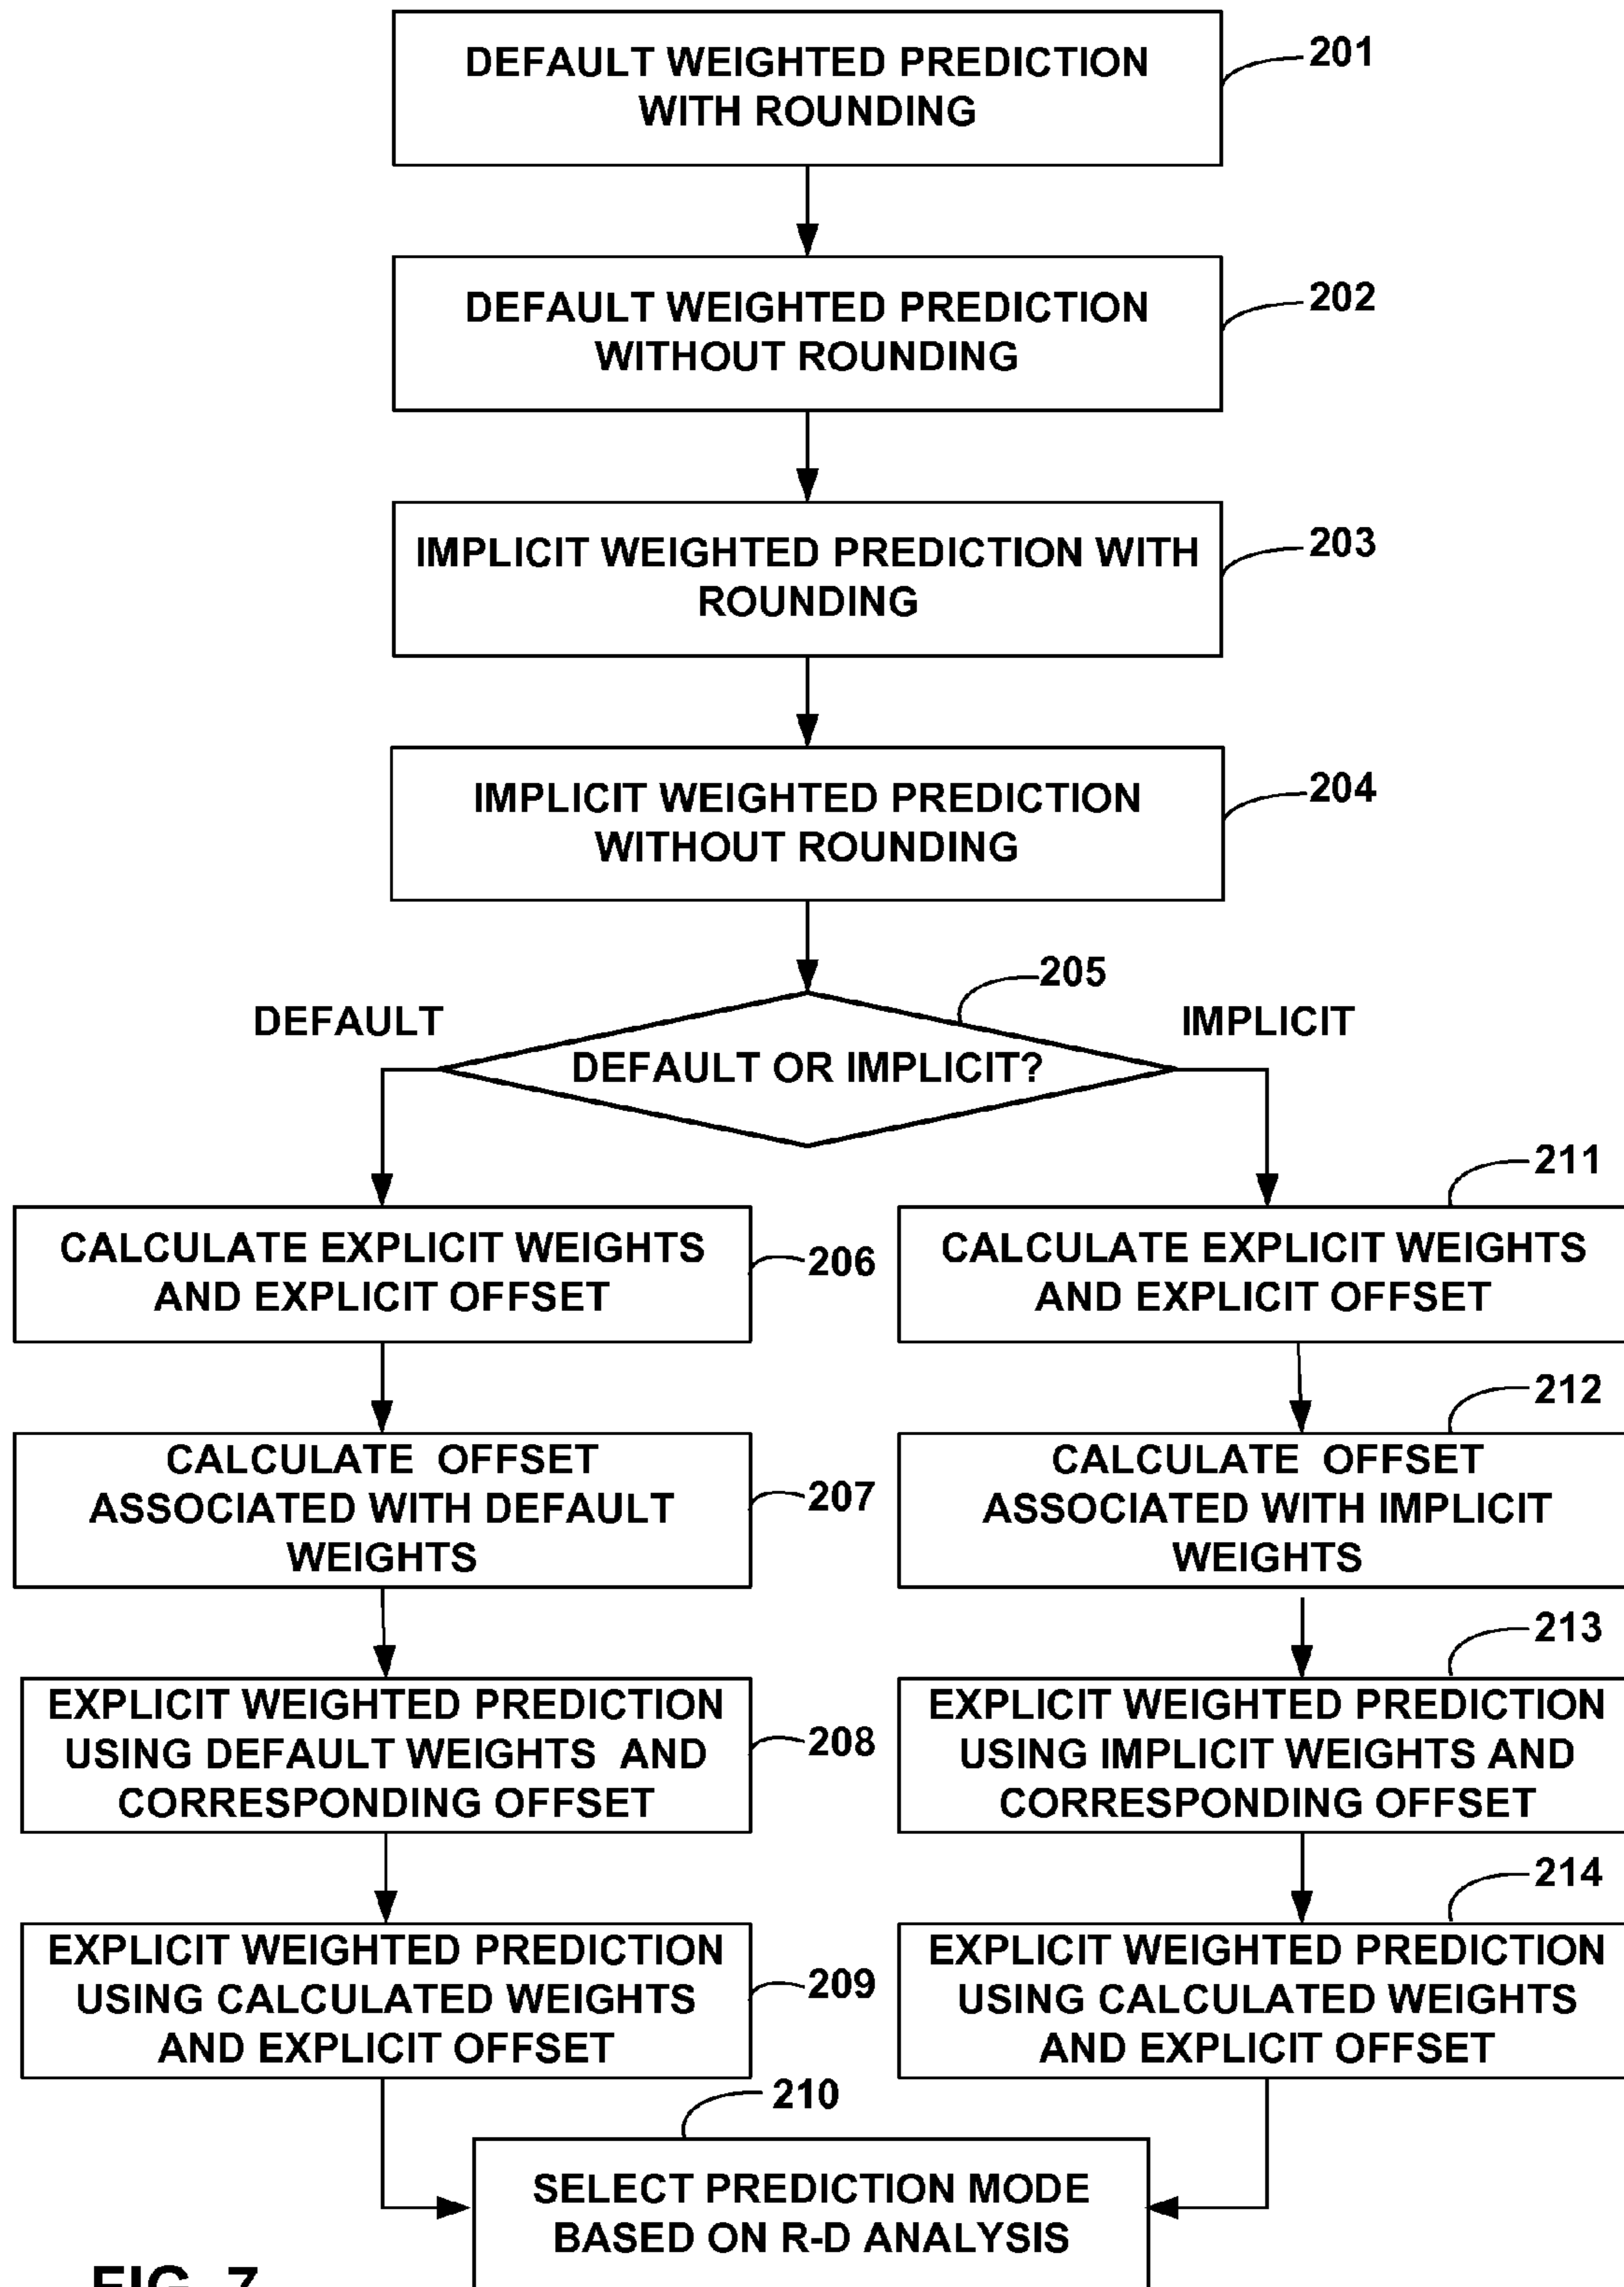 DEFAULT WEIGHTED PREDICTION
WITH ROUNDING
201
DEFAULT WEIGHTED PREDICTION
WITHOUT ROUNDING
202
IMPLICIT WEIGHTED PREDICTION WITH
ROUNDING
203
IMPLICIT WEIGHTED PREDICTION
WITHOUT ROUNDING
204
205
DEFAULT
IMPLICIT
DEFAULT OR IMPLICIT?
CALCULATE EXPLICIT WEIGHTS
AND EXPLICIT OFFSET
206
211
CALCULATE EXPLICIT WEIGHTS
AND EXPLICIT OFFSET
CALCULATE OFFSET
ASSOCIATED WITH DEFAULT
WEIGHTS
207
212
CALCULATE OFFSET
ASSOCIATED WITH IMPLICIT
WEIGHTS
EXPLICIT WEIGHTED PREDICTION
USING DEFAULT WEIGHTS AND
CORRESPONDING OFFSET
208
213
EXPLICIT WEIGHTED PREDICTION
USING IMPLICIT WEIGHTS AND
CORRESPONDING OFFSET
EXPLICIT WEIGHTED PREDICTION
USING CALCULATED WEIGHTS
AND EXPLICIT OFFSET
209
214
EXPLICIT WEIGHTED PREDICTION
USING CALCULATED WEIGHTS
AND EXPLICIT OFFSET
210
SELECT PREDICTION MODE
BASED ON R-D ANALYSIS
FIG. 7